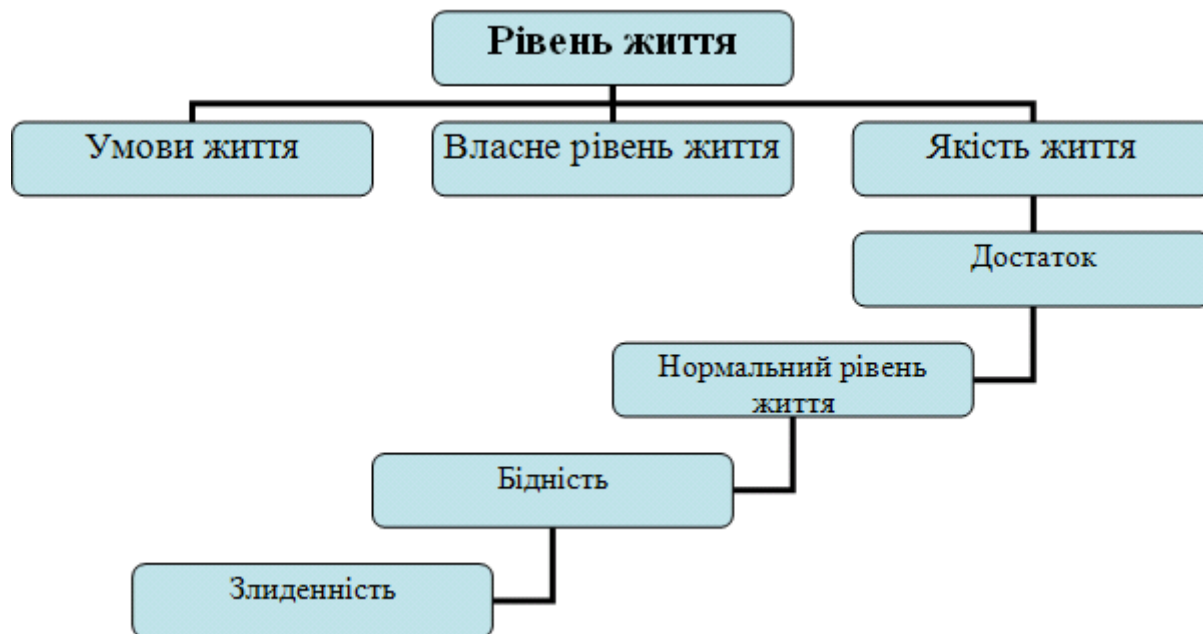 Рівень життя
Умови життя
Власне рівень життя
Якість життя
Достаток
Нормальний рівень
життя
Бідність
Злиденність